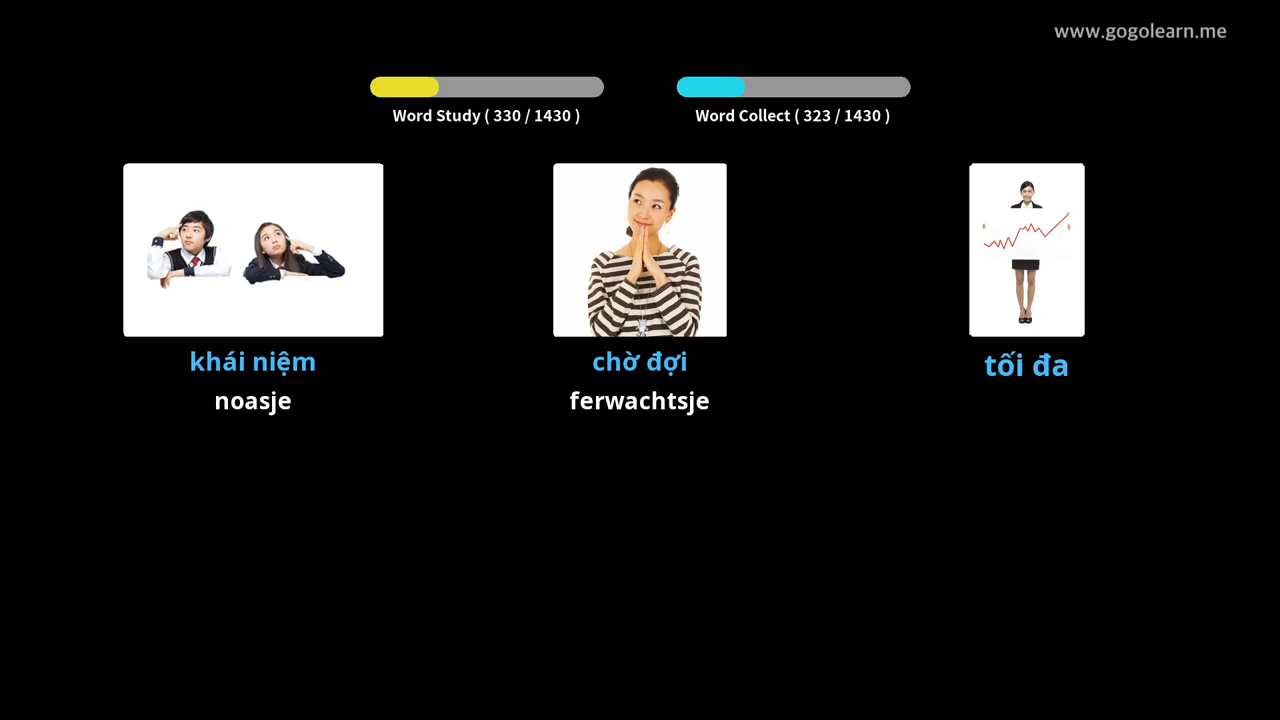 www.gogolearn.me
Word Study ( 330 / 1430 )
Word Collect ( 323 / 1430 )
khái niệm
noasje
chờ đợi
ferwachtsje
tối đa